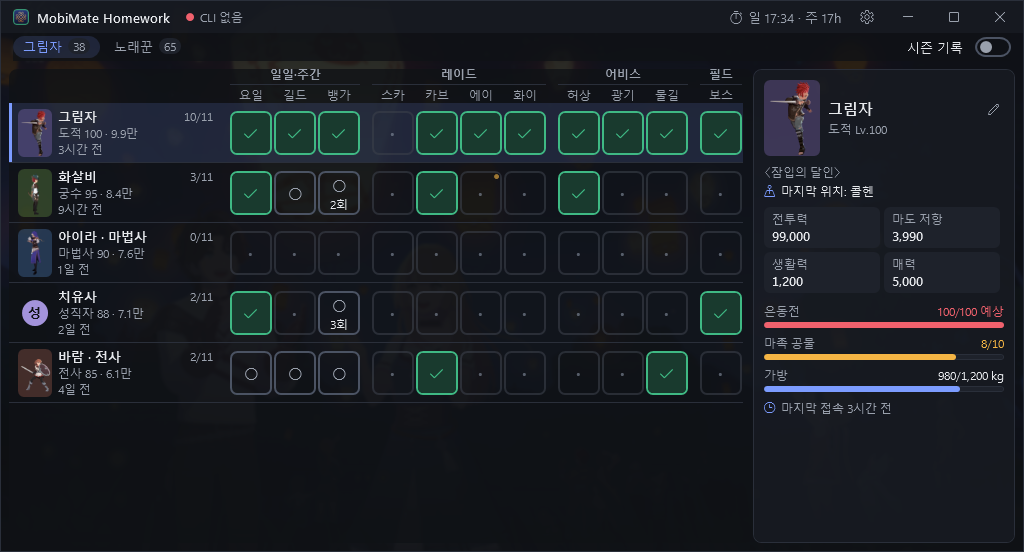 MobiMate Homework
CLI 없음
일 17:34 · 주 17h
그림자 38
노래꾼 65
시즌 기록
일일·주간 레이드 어비스 필드
요일 길드 뱅가 스카 카브 에이 화이 허상 광기 물길 보스
그림자 10/11
도적 100 · 9.9만
3시간 전
화살비 3/11
궁수 95 · 8.4만
9시간 전
2회
아이라 · 마법사 0/11
마법사 90 · 7.6만
1일 전
성
치유사 2/11
성직자 88 · 7.1만
2일 전
3회
바람 · 전사 2/11
전사 85 · 6.1만
4일 전
그림자
도적 Lv.100
<잠입의 달인>
마지막 위치: 콜헨
전투력
99,000
마도 저항
3,990
생활력
1,200
매력
5,000
은동전 100/100 예상
마족 공물 8/10
가방 980/1,200 kg
마지막 접속 3시간 전